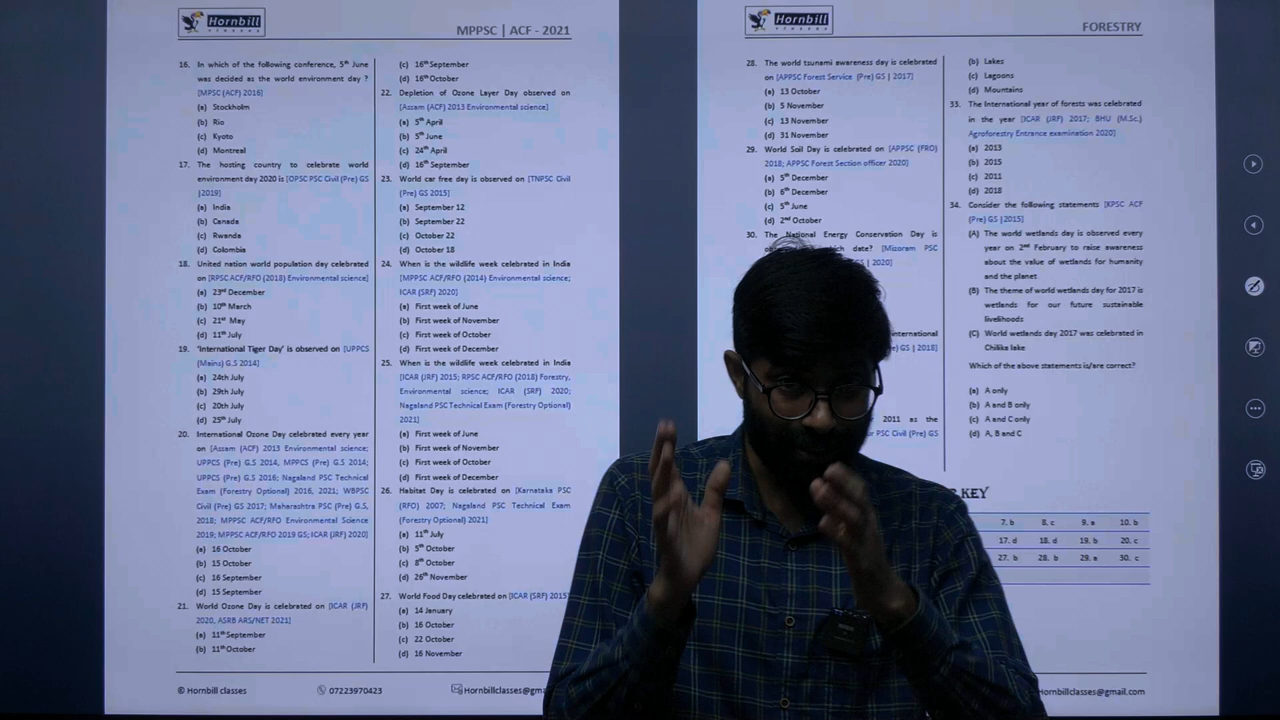 Hornbill
CLASSES
MPPSC | ACF - 2021
16. In which of the following conference, 5th June
was decided as the world environment day ?
[MPSC (ACF) 2016]
(a) Stockholm
(b) Rio
(c) Kyoto
(d) Montreal
17. The hosting country to celebrate world
environment day 2020 is [OPSC PSC Civil (Pre) GS
|2019]
(a) India
(b) Canada
(c) Rwanda
(d) Colombia
18. United nation world population day celebrated
on [RPSC ACF/RFO (2018) Environmental science]
(a) 23rd December
(b) 10th March
(c) 21st May
(d) 11th July
19. 'International Tiger Day' is observed on [UPPCS
(Mains) G.S 2014]
(a) 24th July
(b) 29th July
(c) 20th July
(d) 25th July
20. International Ozone Day celebrated every year
on [Assam (ACF) 2013 Environmental science;
UPPCS (Pre) G.S 2014, MPPCS (Pre) G.S 2014;
UPPCS (Pre) G.S 2016; Nagaland PSC Technical
Exam (Forestry Optional) 2016, 2021; WBPSC
Civil (Pre) GS 2017; Maharashtra PSC (Pre) G.S,
2018; MPPSC ACF/RFO Environmental Science
2019; MPPSC ACF/RFO 2019 GS; ICAR (JRF) 2020]
(a) 16 October
(b) 15 October
(c) 16 September
(d) 15 September
21. World Ozone Day is celebrated on [ICAR (JRF)
2020, ASRB ARS/NET 2021]
(a) 11th September
(b) 11th October
(c) 16th September
(d) 16th October
22. Depletion of Ozone Layer Day observed on
[Assam (ACF) 2013 Environmental science]
(a) 5th April
(b) 5th June
(c) 24th April
(d) 16th September
23. World car free day is observed on [TNPSC Civil
(Pre) GS 2015]
(a) September 12
(b) September 22
(c) October 22
(d) October 18
24. When is the wildlife week celebrated in India
[MPPSC ACF/RFO (2014) Environmental science;
ICAR (SRF) 2020]
(a) First week of June
(b) First week of November
(c) First week of October
(d) First week of December
25. When is the wildlife week celebrated in India
[ICAR (JRF) 2015; RPSC ACF/RFO (2018) Forestry,
Environmental science; ICAR (SRF) 2020;
Nagaland PSC Technical Exam (Forestry Optional)
2021]
(a) First week of June
(b) First week of November
(c) First week of October
(d) First week of December
26. Habitat Day is celebrated on [Karnataka PSC
(RFO) 2007; Nagaland PSC Technical Exam
(Forestry Optional) 2021]
(a) 11th July
(b) 5th October
(c) 8th October
(d) 26th November
27. World Food Day celebrated on [ICAR (SRF) 2015]
(a) 14 January
(b) 16 October
(c) 22 October
(d) 16 November
© Hornbill classes 07223970423 Hornbillclasses@gma
Hornbill
CLASSES
FORESTRY
28. The world tsunami awareness day is celebrated
on [APPSC Forest Service (Pre) GS | 2017]
(a) 13 October
(b) 5 November
(c) 13 November
(d) 31 November
29. World Soil Day is celebrated on [APPSC (FRO)
2018; APPSC Forest Section officer 2020]
(a) 5th December
(b) 6th December
(c) 5th June
(d) 2nd October
30. The National Energy Conservation Day is
which date? [Mizoram PSC
GS | 2020]
international
GS | 2018]
2011 as the
PSC Civil (Pre) GS
(b) Lakes
(c) Lagoons
(d) Mountains
33. The International year of forests was celebrated
in the year [ICAR (JRF) 2017; BHU (M.Sc.)
Agroforestry Entrance examination 2020]
(a) 2013
(b) 2015
(c) 2011
(d) 2018
34. Consider the following statements [KPSC ACF
(Pre) GS |2015]
(A) The world wetlands day is observed every
year on 2nd February to raise awareness
about the value of wetlands for humanity
and the planet
(B) The theme of world wetlands day for 2017 is
wetlands for our future sustainable
livelihoods
(C) World wetlands day 2017 was celebrated in
Chilika lake
Which of the above statements is/are correct?
(a) A only
(b) A and B only
(c) A and C only
(d) A, B and C
KEY
7. b 8. c 9. a 10. b
17. d 18. d 19. b 20. c
27. b 28. b 29. a 30. c
Hornbillclasses@gmail.com